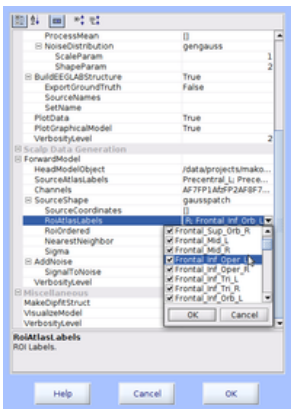 ProcessMean []
NoiseDistribution gengauss
ScaleParam 1
ShapeParam 2
BuildEEGLABStructure True
ExportGroundTruth False
SourceNames
SetName
PlotData True
PlotGraphicalModel True
VerbosityLevel 2
Scalp Data Generation
ForwardModel
HeadModelObject /data/projects/mako...
SourceAtlasLabels Precentral_L; Prece...
Channels AF7FP1AfzFP2AF8F7...
SourceShape gausspatch
SourceCoordinates []
RoiAtlasLabels R; Frontal_Inf_Orb_L
RoiOrdered
NearestNeighbor
Sigma
AddNoise
SignalToNoise
VerbosityLevel
Frontal_Sup_Orb_R
Frontal_Mid_L
Frontal_Mid_R
Frontal_Inf_Oper_L
Frontal_Inf_Oper_R
Frontal_Inf_Tri_L
Frontal_Inf_Tri_R
Frontal_Inf_Orb_L
OK Cancel
Miscellaneous
MakeDipfitStruct
VisualizeModel
VerbosityLevel
RoiAtlasLabels
ROI Labels.
Help Cancel OK